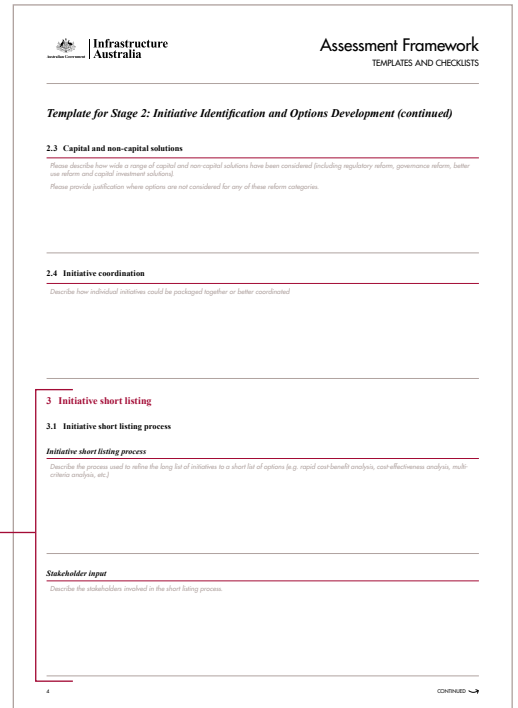 Australian Government
Infrastructure
Australia
Assessment Framework
TEMPLATES AND CHECKLISTS
Template for Stage 2: Initiative Identification and Options Development (continued)
2.3 Capital and non-capital solutions
Please describe how wide a range of capital and non-capital solutions have been considered (including regulatory reform, governance reform, better
use reform and capital investment solutions).
Please provide justification where options are not considered for any of these reform categories.
2.4 Initiative coordination
Describe how individual initiatives could be packaged together or better coordinated
3 Initiative short listing
3.1 Initiative short listing process
Initiative short listing process
Describe the process used to refine the long list of initiatives to a short list of options (e.g. rapid cost-benefit analysis, cost-effectiveness analysis, multi-
criteria analysis, etc.)
Stakeholder input
Describe the stakeholders involved in the short listing process.
4
CONTINUED